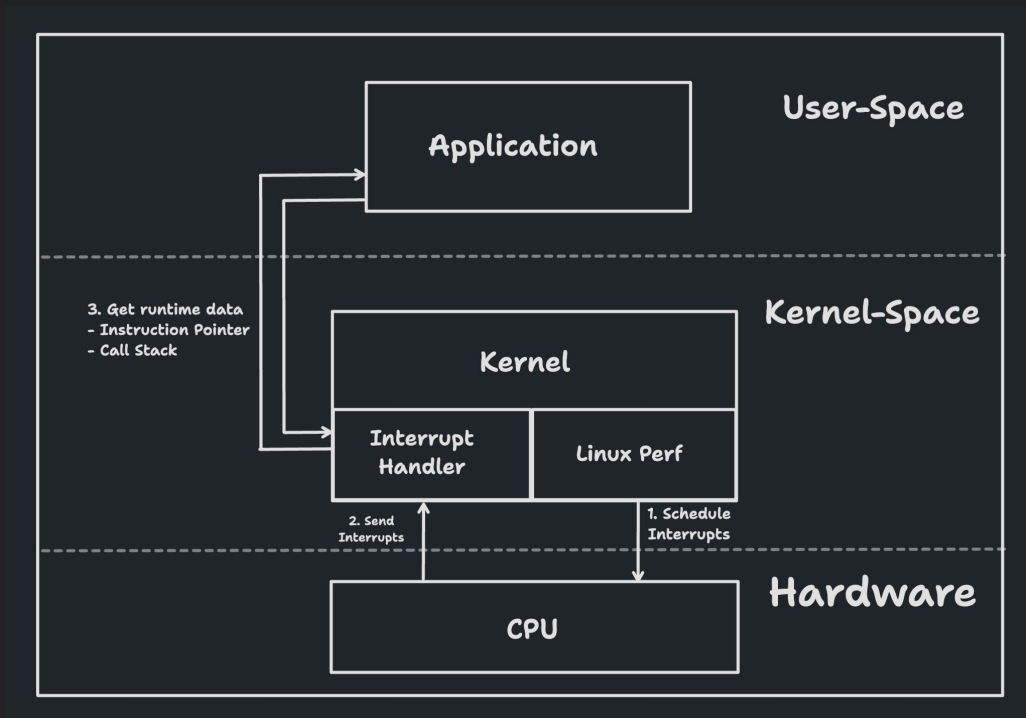 User-Space
Application
3. Get runtime data
- Instruction Pointer
- Call Stack
Kernel-Space
Kernel
Interrupt
Handler
Linux Perf
2. Send
Interrupts
1. Schedule
Interrupts
Hardware
CPU